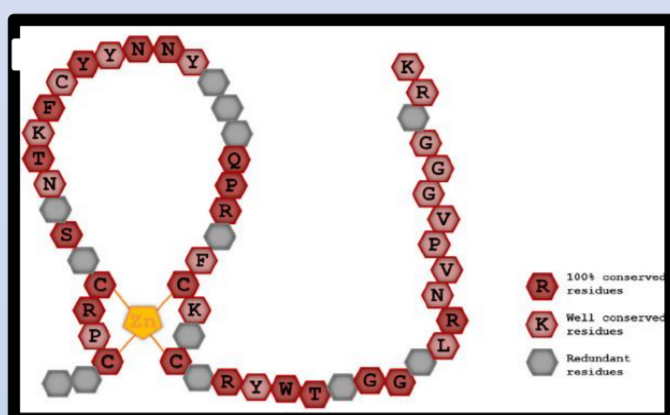 C
P
R
C
S
N
T
K
F
C
Y
Y
N
N
Y
Q
P
R
F
C
K
C
R
Y
W
T
G
G
L
R
N
V
P
V
G
G
G
R
K
Zn
R
100% conserved
residues
K
Well conserved
residues
Redundant
residues